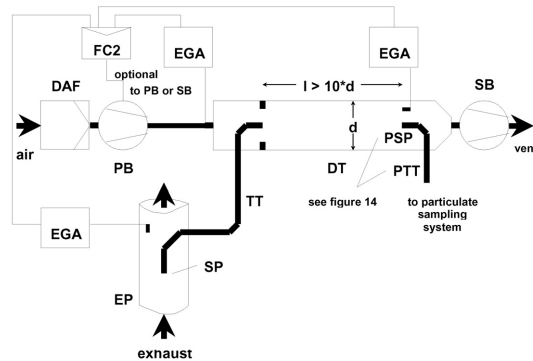 FC2
EGA
EGA
optional
to PB or SB
l > 10*d
DAF
SB
air
PB
d
PSP
DT
PTT
ven
TT
see figure 14
to particulate
sampling
system
EGA
SP
EP
exhaust